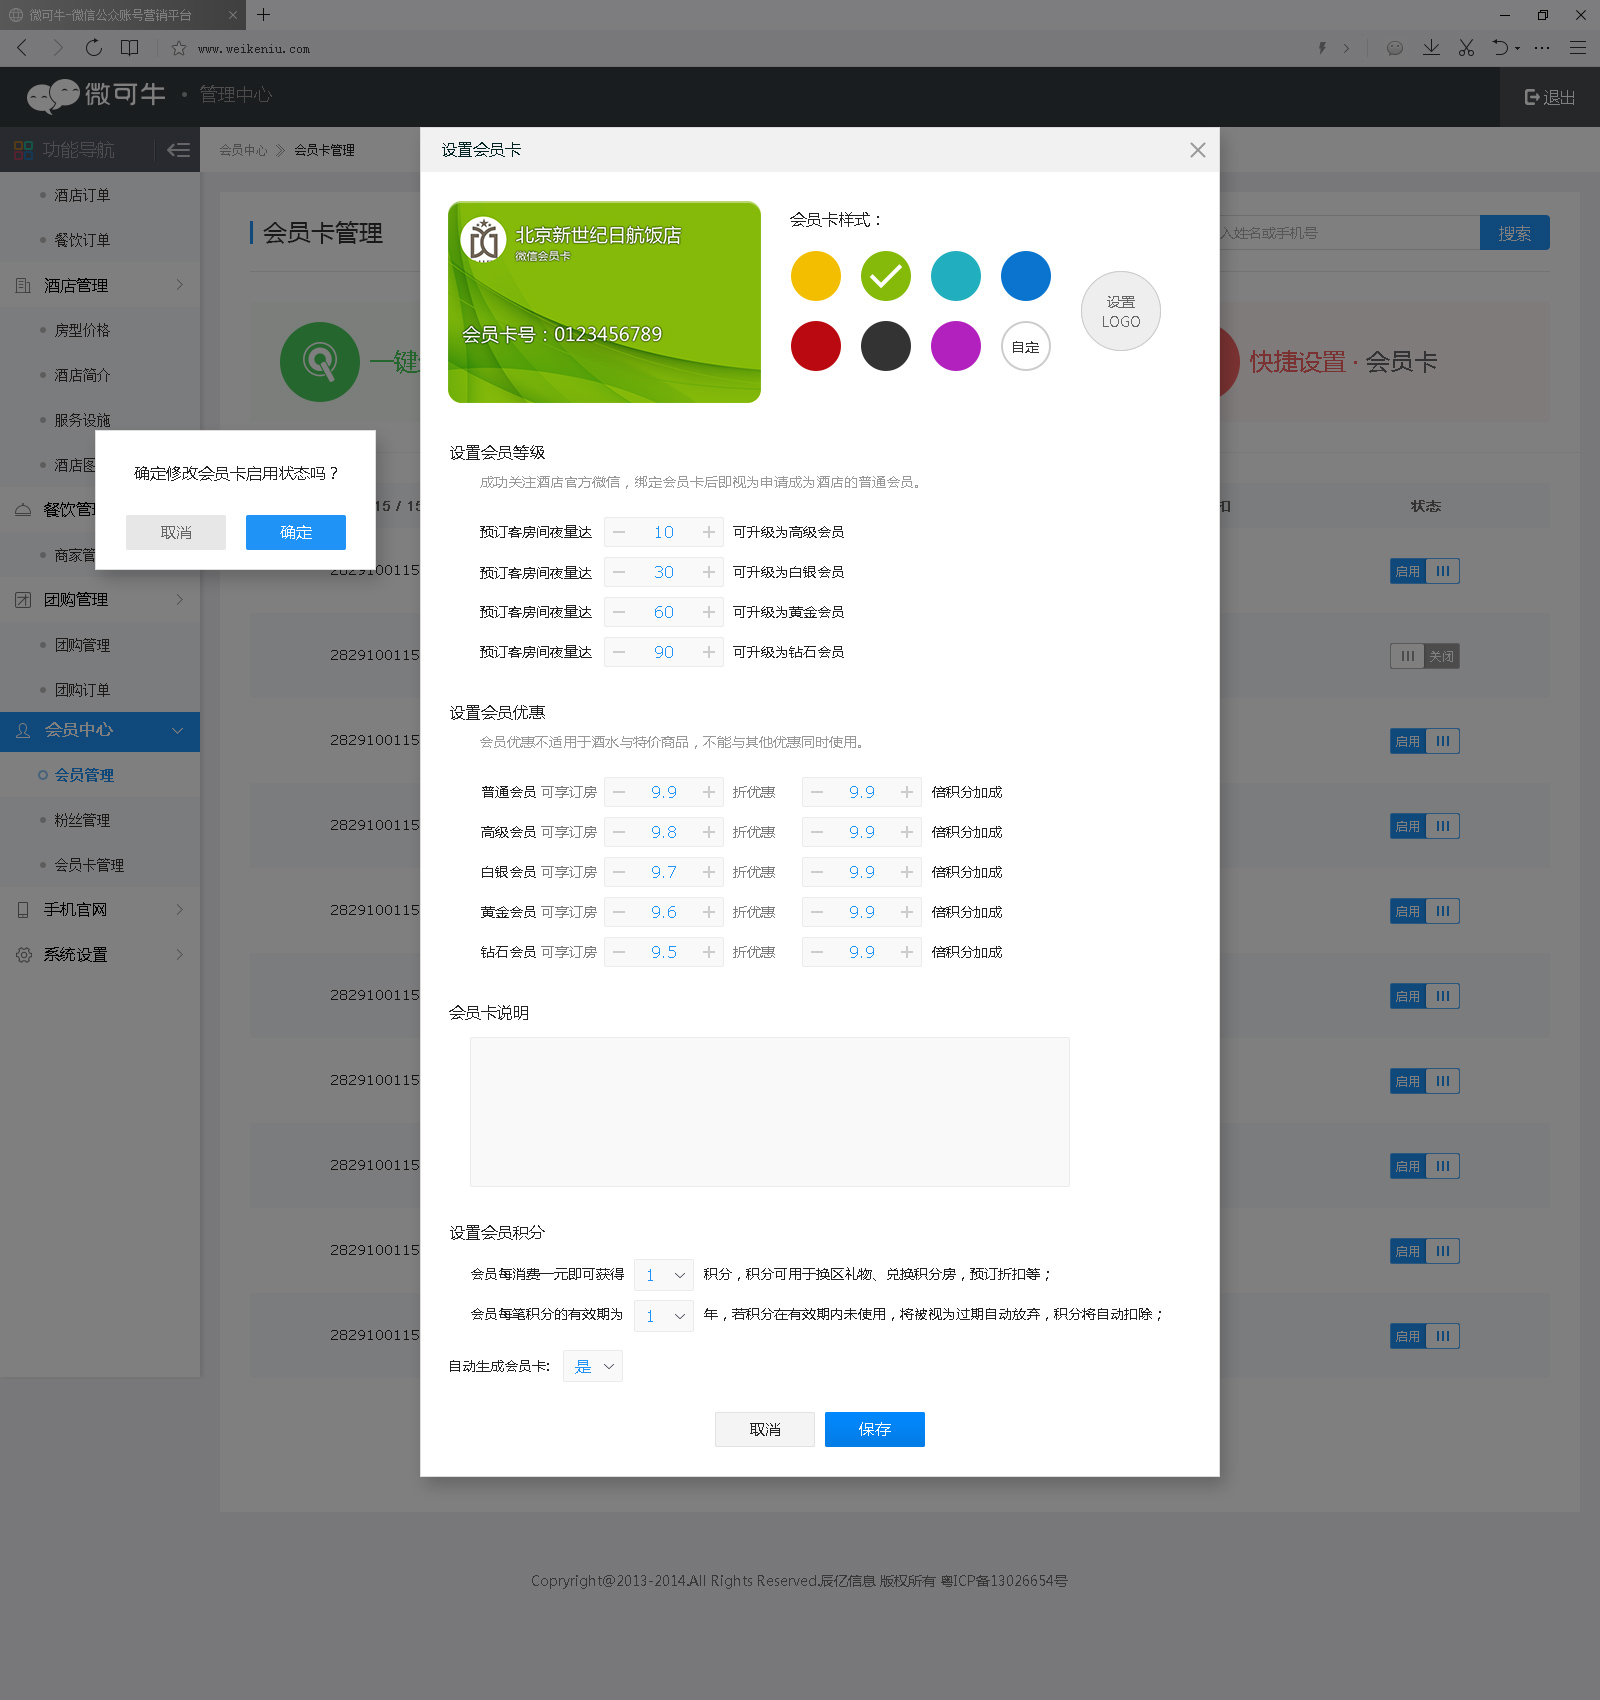 微可牛-微信公众账号营销平台
www.weikeniu.com
微可牛 · 管理中心
退出
功能导航
会员中心
会员卡管理
酒店订单
餐饮订单
酒店管理
房型价格
酒店简介
服务设施
酒店图
餐饮管理
商家管
团购管理
团购管理
团购订单
会员中心
会员管理
粉丝管理
会员卡管理
手机官网
系统设置
确定修改会员卡启用状态吗？
取消
确定
会员卡管理
入姓名或手机号
搜索
一键
快捷设置 · 会员卡
15 / 15
扣
状态
2829100115
启用
2829100115
关闭
2829100115
启用
2829100115
启用
2829100115
启用
2829100115
启用
2829100115
启用
2829100115
启用
2829100115
启用
2829100115
启用
设置会员卡
北京新世纪日航饭店
微信会员卡
会员卡号：0123456789
会员卡样式：
自定
设置
LOGO
设置会员等级
成功关注酒店官方微信，绑定会员卡后即视为申请成为酒店的普通会员。
预订客房间夜量达 10 可升级为高级会员
预订客房间夜量达 30 可升级为白银会员
预订客房间夜量达 60 可升级为黄金会员
预订客房间夜量达 90 可升级为钻石会员
设置会员优惠
会员优惠不适用于酒水与特价商品，不能与其他优惠同时使用。
普通会员 可享订房 9.9 折优惠 9.9 倍积分加成
高级会员 可享订房 9.8 折优惠 9.9 倍积分加成
白银会员 可享订房 9.7 折优惠 9.9 倍积分加成
黄金会员 可享订房 9.6 折优惠 9.9 倍积分加成
钻石会员 可享订房 9.5 折优惠 9.9 倍积分加成
会员卡说明
设置会员积分
会员每消费一元即可获得 1 积分，积分可用于换区礼物、兑换积分房，预订折扣等；
会员每笔积分的有效期为 1 年，若积分在有效期内未使用，将被视为过期自动放弃，积分将自动扣除；
自动生成会员卡: 是
取消
保存
Copryright@2013-2014.All Rights Reserved.辰亿信息 版权所有 粤ICP备13026654号